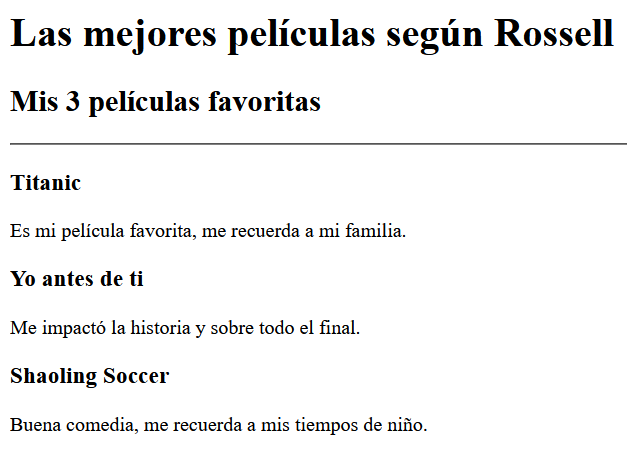 Las mejores películas según Rossell
Mis 3 películas favoritas
Titanic
Es mi película favorita, me recuerda a mi familia.
Yo antes de ti
Me impactó la historia y sobre todo el final.
Shaoling Soccer
Buena comedia, me recuerda a mis tiempos de niño.